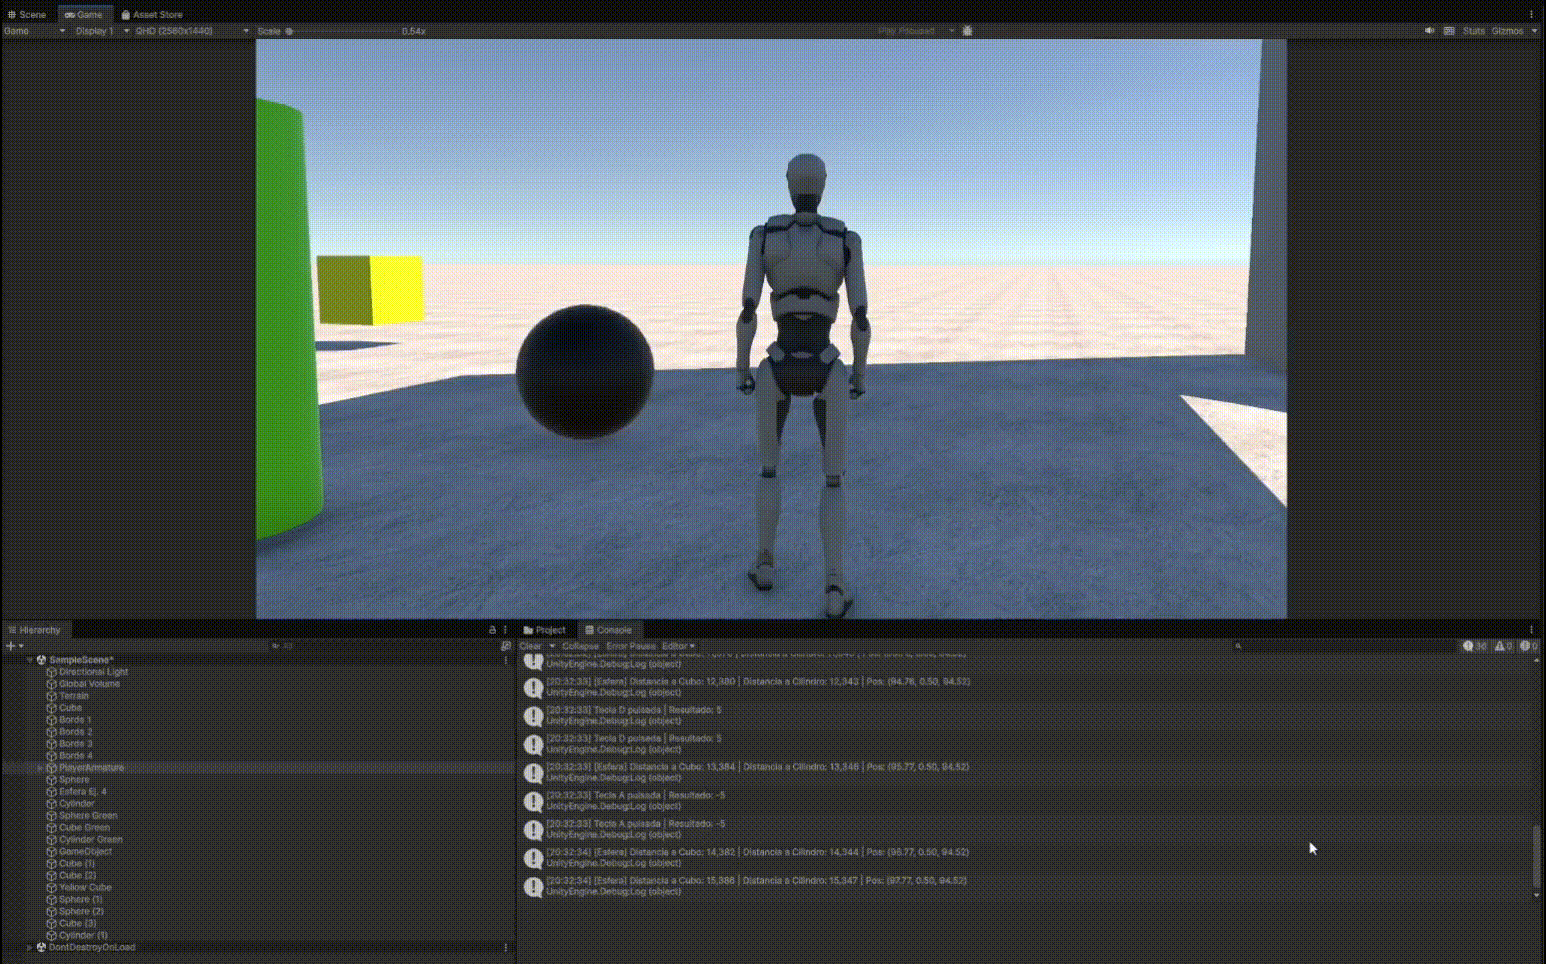 Scene Game Asset Store
Game Display 1 QHD (2560x1440) Scale 0.54x Play Focused Stats Gizmos
Hierarchy
All
SampleScene*
Directional Light
Global Volume
Terrain
Cube
Borde 1
Borde 2
Borde 3
Borde 4
PlayerArmature
Sphere
Esfera Ej. 4
Cylinder
Sphere Green
Cube Green
Cylinder Green
GameObject
Cube (1)
Cube (2)
Yellow Cube
Sphere (1)
Sphere (2)
Cube (3)
Cylinder (1)
DontDestroyOnLoad
Project Console
Clear Collapse Error Pause Editor 0 0
UnityEngine.Debug:Log (object)
[20:32:33] [Esfera] Distancia a Cubo: 12,380 | Distancia a Cilindro: 12,342 | Pos: (94.76, 0.50, 94.52)
UnityEngine.Debug:Log (object)
[20:32:33] Tecla D pulsada | Resultado: 5
UnityEngine.Debug:Log (object)
[20:32:33] Tecla D pulsada | Resultado: 5
UnityEngine.Debug:Log (object)
[20:32:33] [Esfera] Distancia a Cubo: 13,384 | Distancia a Cilindro: 13,346 | Pos: (95.77, 0.50, 94.52)
UnityEngine.Debug:Log (object)
[20:32:33] Tecla A pulsada | Resultado: -5
UnityEngine.Debug:Log (object)
[20:32:33] Tecla A pulsada | Resultado: -5
UnityEngine.Debug:Log (object)
[20:32:34] [Esfera] Distancia a Cubo: 14,382 | Distancia a Cilindro: 14,344 | Pos: (96.77, 0.50, 94.52)
UnityEngine.Debug:Log (object)
[20:32:34] [Esfera] Distancia a Cubo: 15,386 | Distancia a Cilindro: 15,347 | Pos: (97.77, 0.50, 94.52)
UnityEngine.Debug:Log (object)